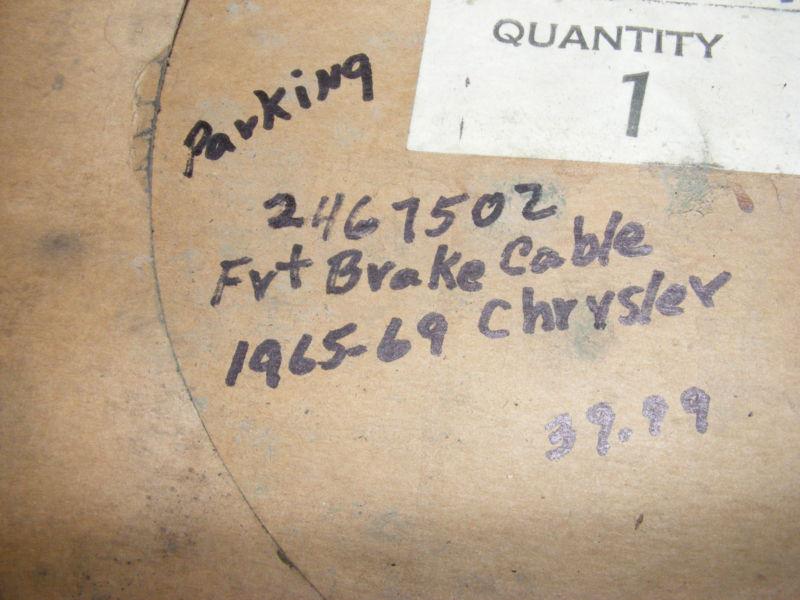 QUANTITY
1
Parking
2467502
Frt Brake Cable
1965-69 Chrysler
39.99